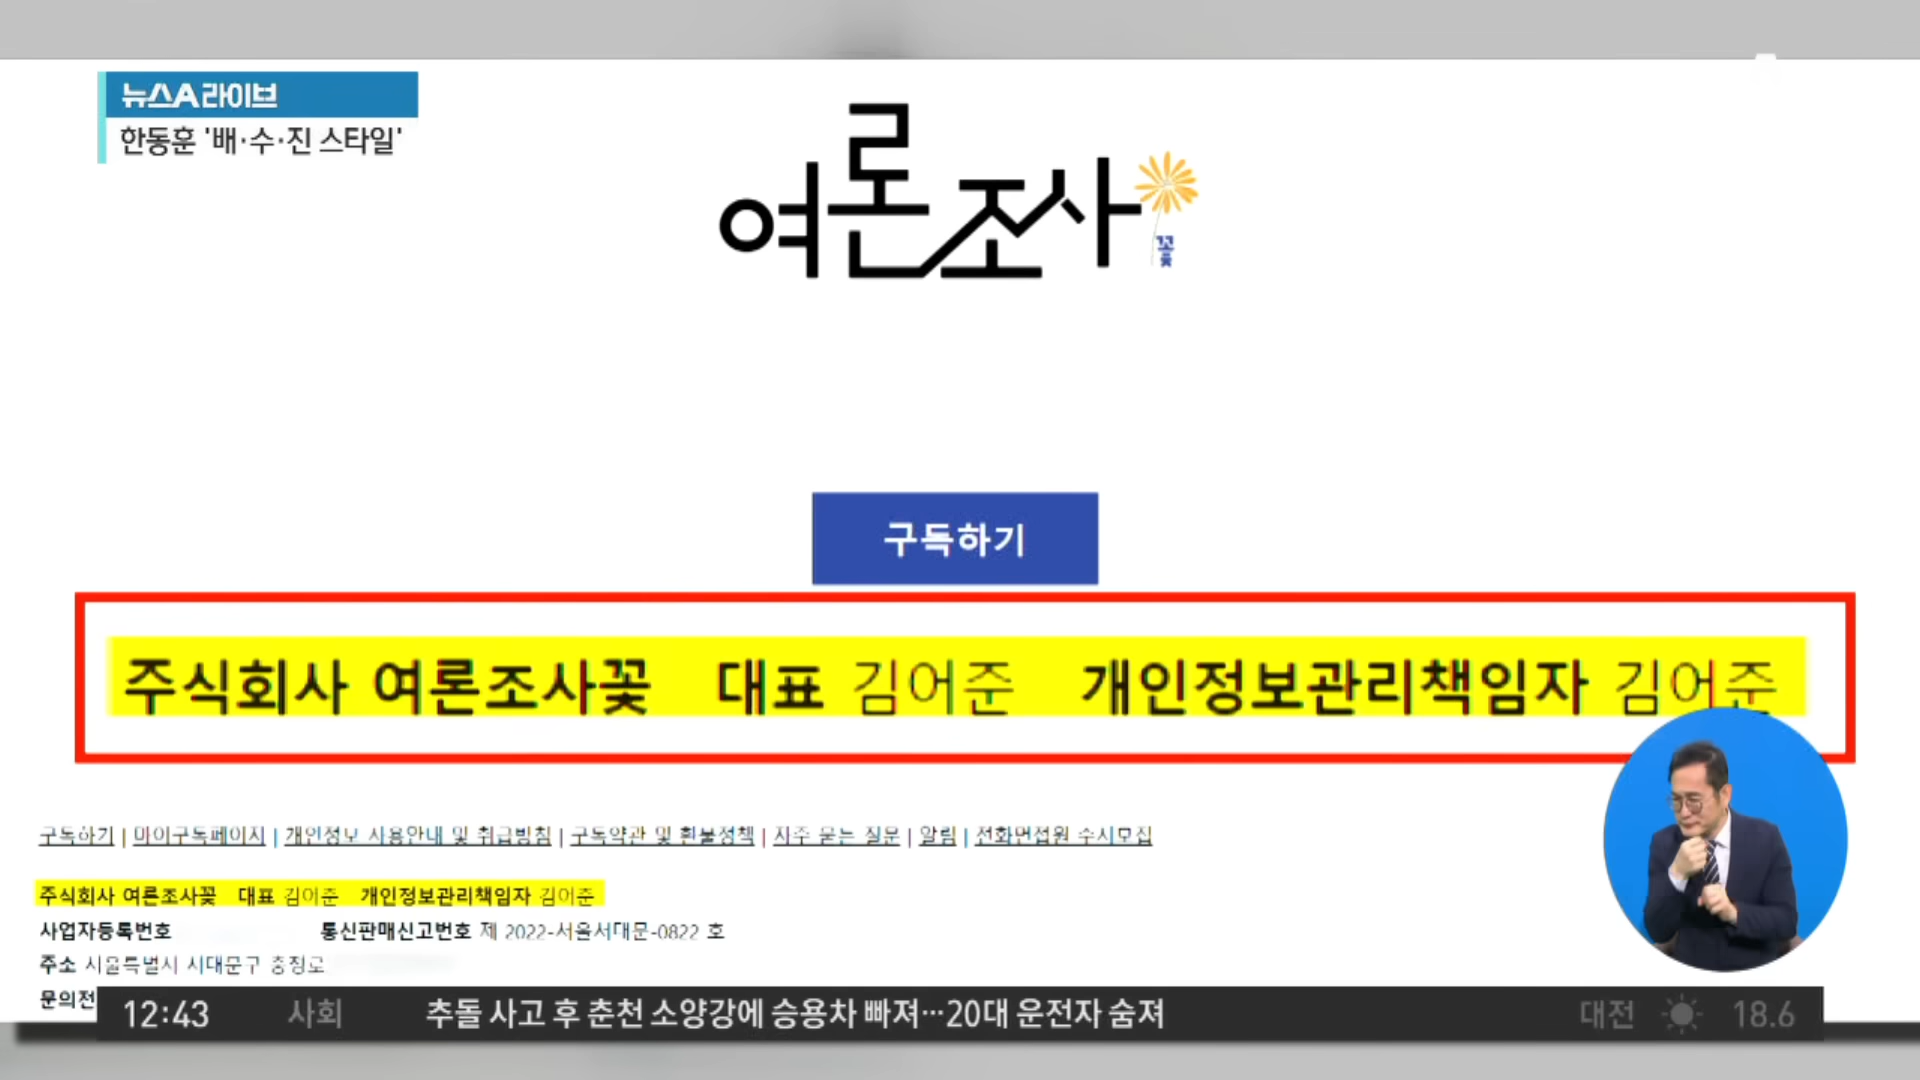 뉴스A 라이브
한동훈 '배·수·진 스타일'
여론조사꽃
구독하기
주식회사 여론조사꽃 대표 김어준 개인정보관리책임자 김어준
구독하기 | 마이구독페이지 | 개인정보 사용안내 및 취급방침 | 구독약관 및 환불정책 | 자주 묻는 질문 | 알림 | 전화면접원 수시모집
주식회사 여론조사꽃 대표 김어준 개인정보관리책임자 김어준
사업자등록번호 통신판매신고번호 제 2022-서울서대문-0822 호
주소 서울특별시 서대문구 충정로
문의전
12:43 사회 추돌 사고 후 춘천 소양강에 승용차 빠져…20대 운전자 숨져 대전 18.6